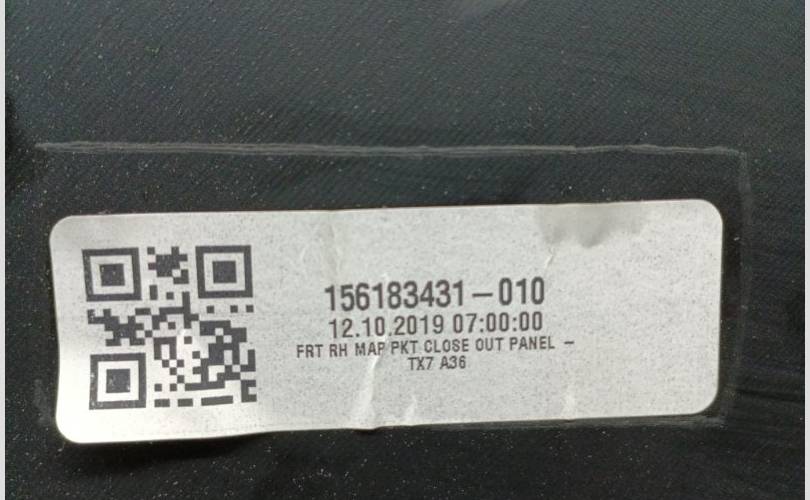 156183431-010
12.10.2019 07:00:00
FRT RH MAP PKT CLOSE OUT PANEL -
TX7 A36